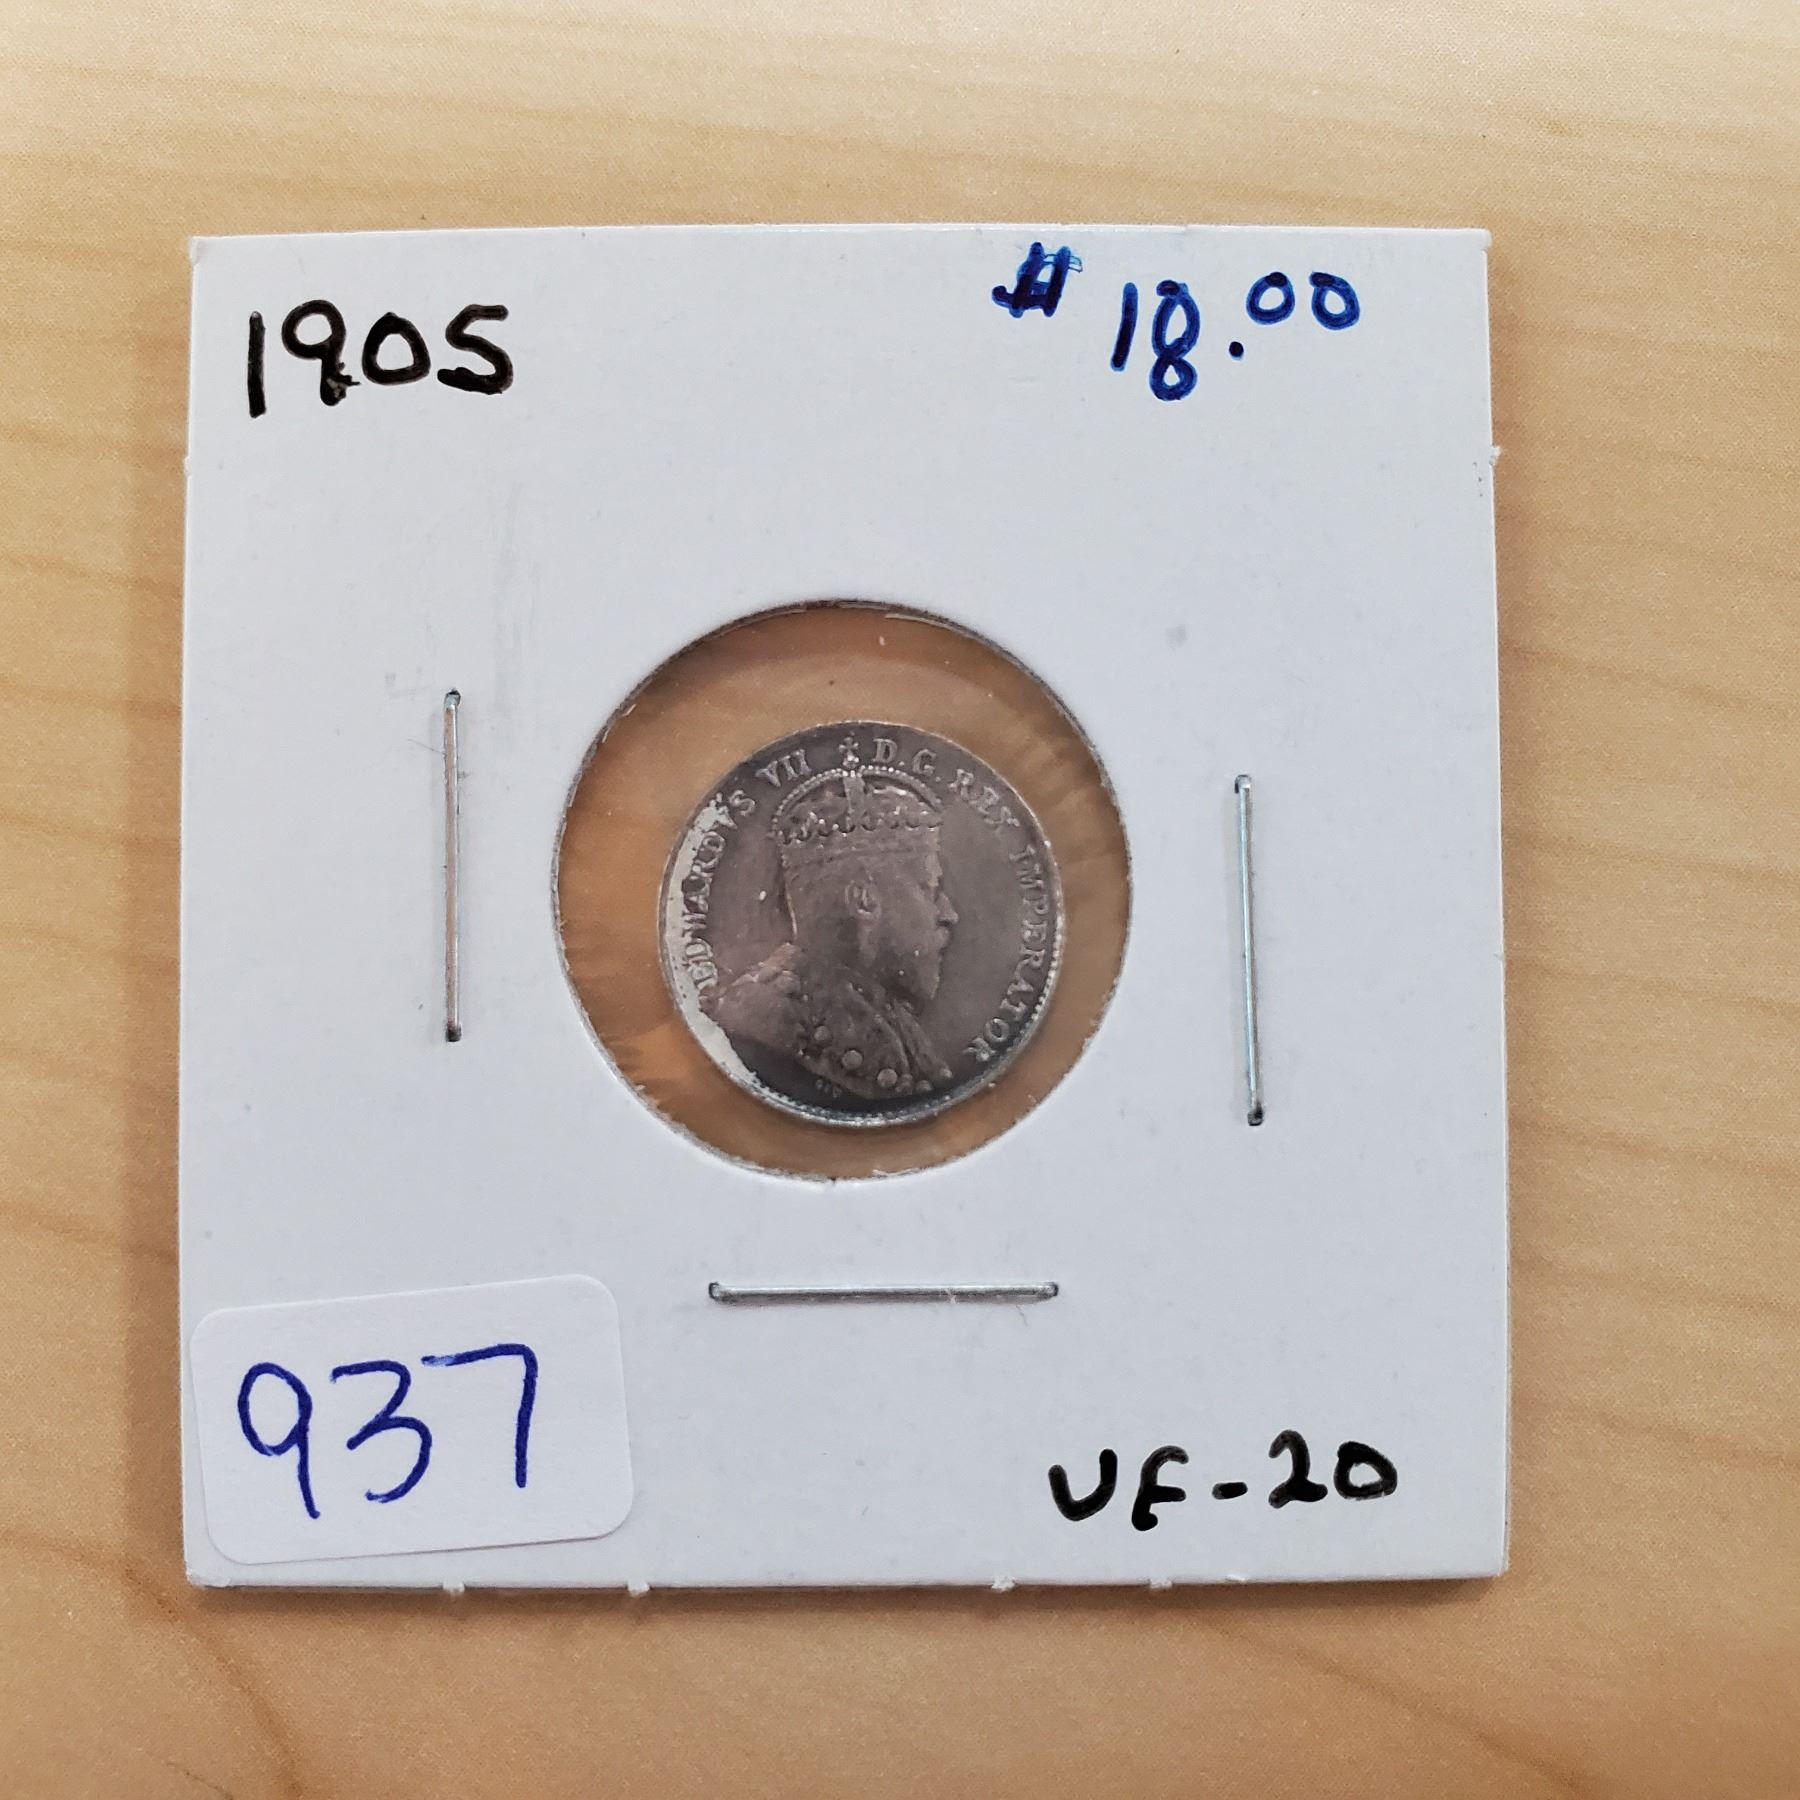 1905
$18.00
EDWARDVS VII D.G. REX IMPERATOR
937
VF-20